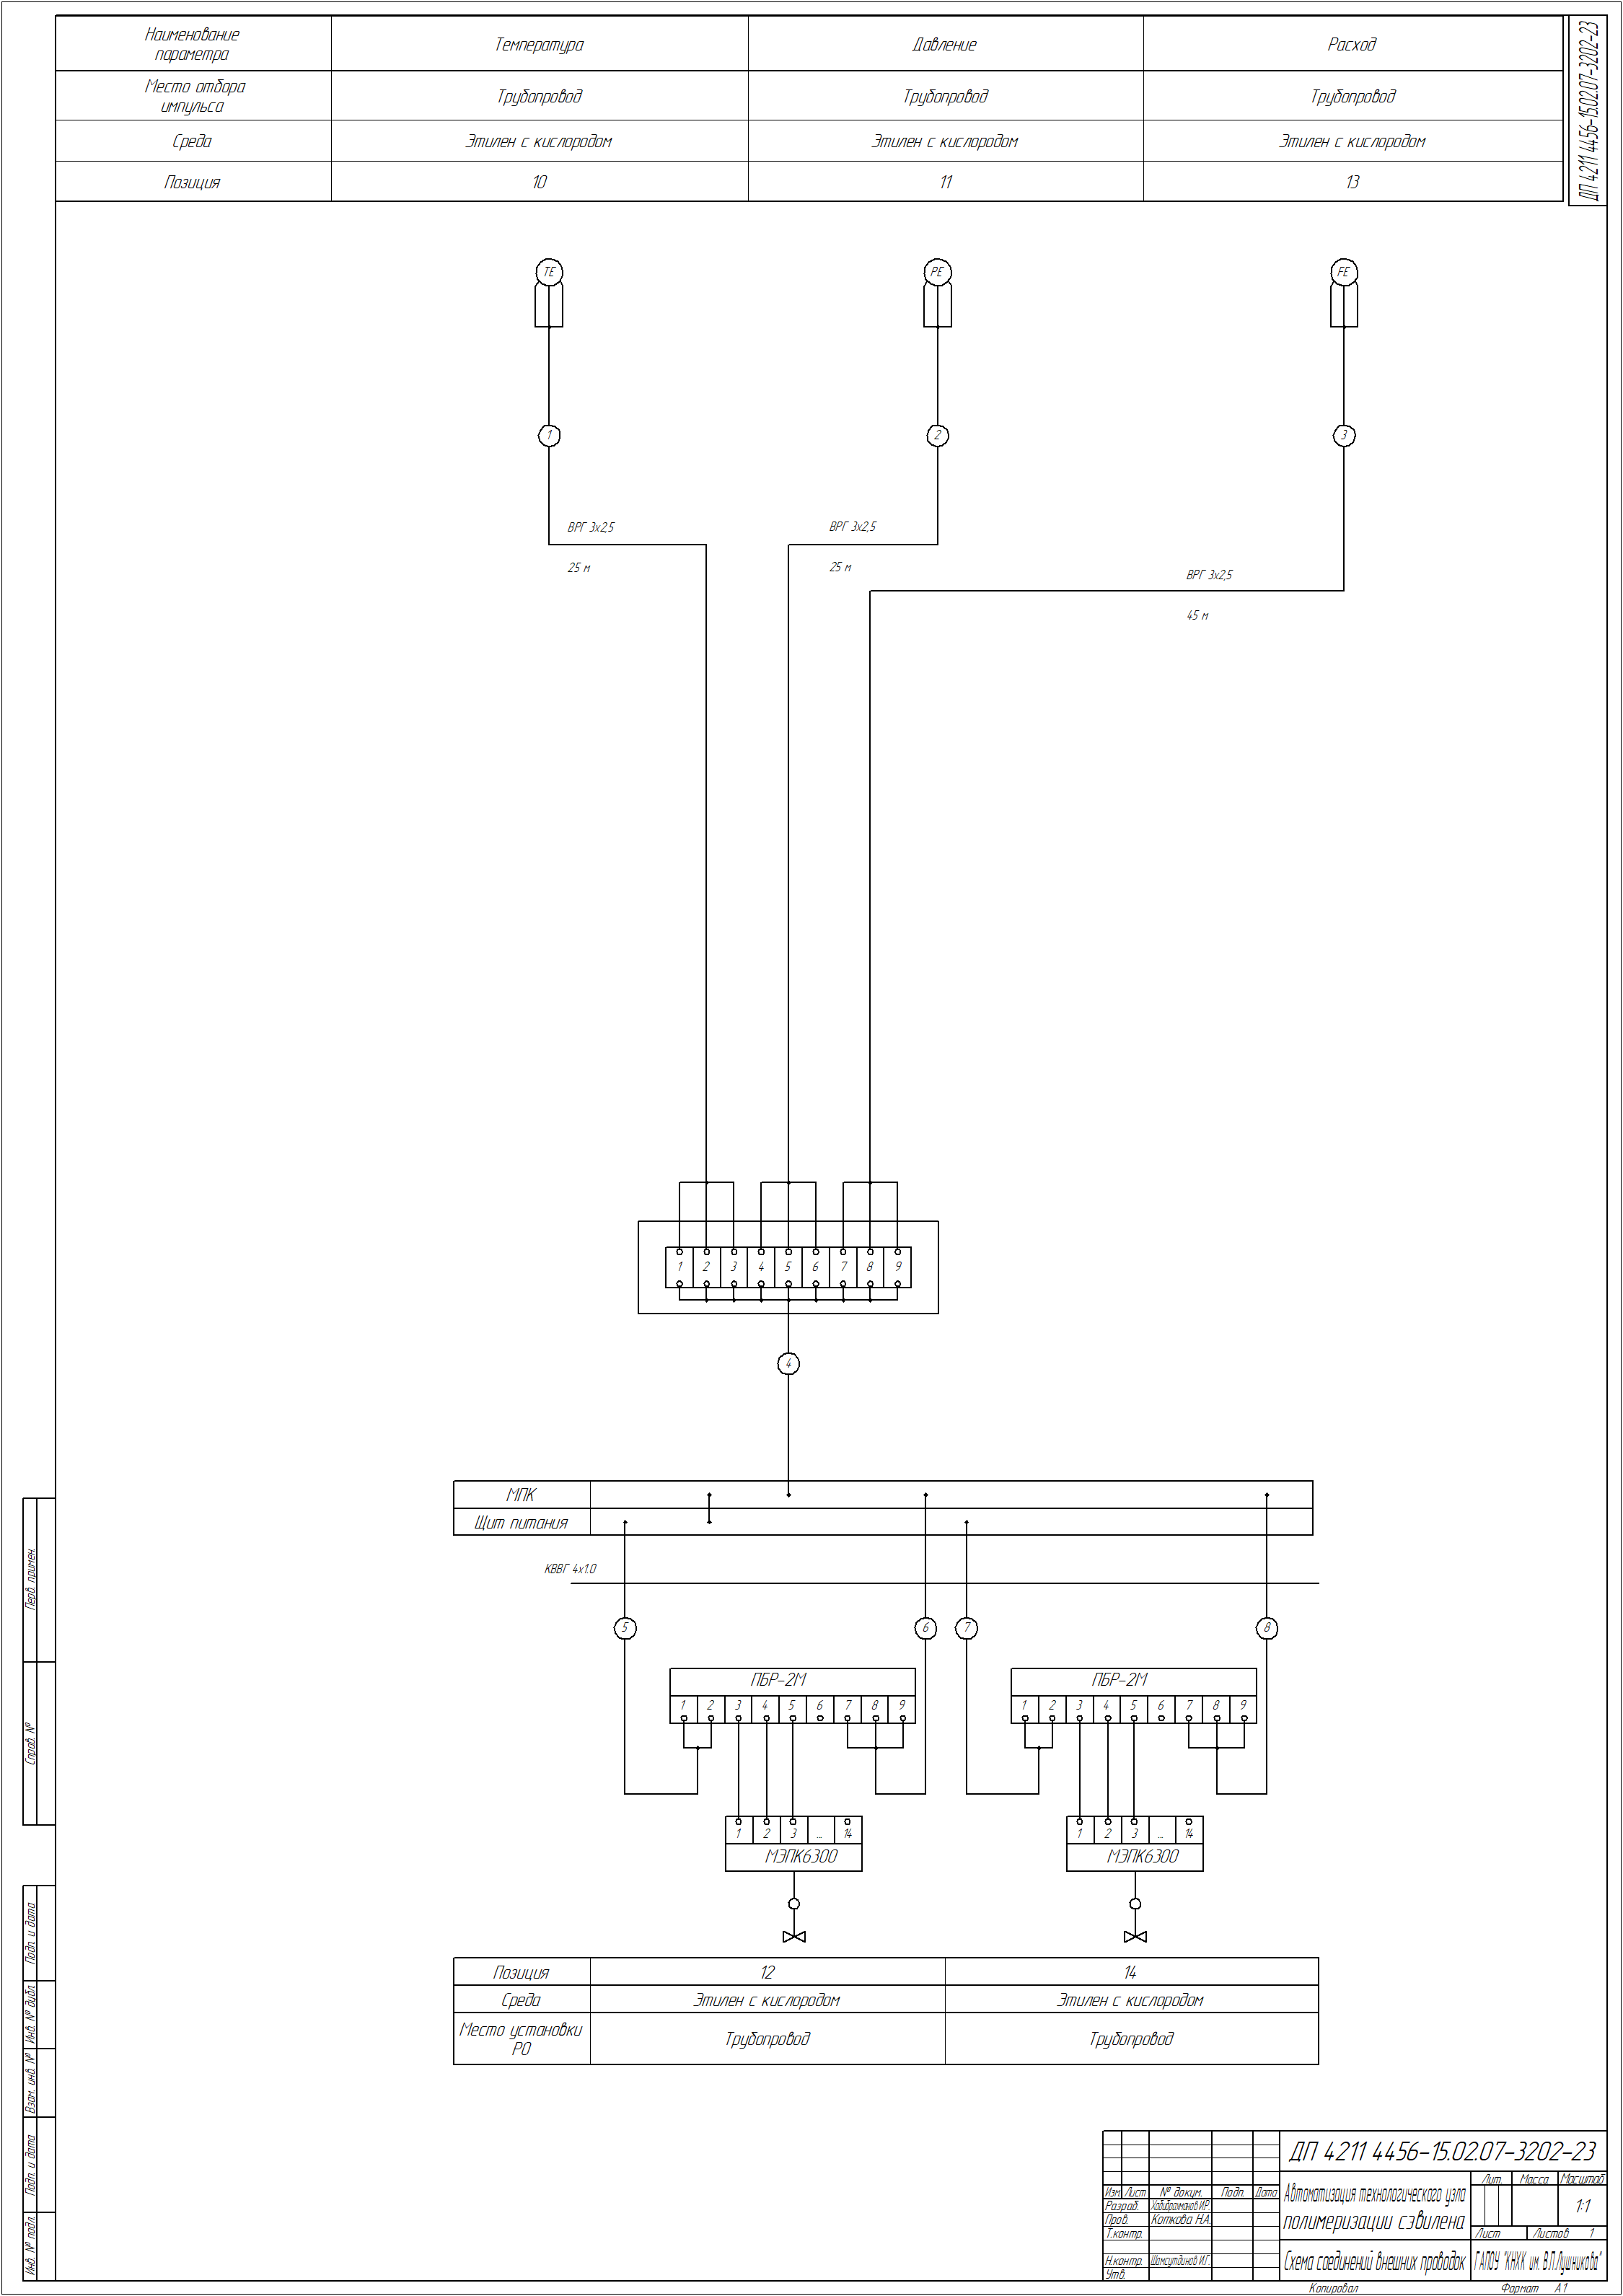 Наименование
параметра
Температура
Давление
Расход
Место отбора
импульса
Трубопровод
Трубопровод
Трубопровод
Среда
Этилен с кислородом
Этилен с кислородом
Этилен с кислородом
Позиция
10
11
13
ДП 4211 4456-15.02.07-3202-23
TE
PE
FE
1
2
3
ВРГ 3х2,5
25 м
ВРГ 3х2,5
25 м
ВРГ 3х2,5
45 м
1 2 3 4 5 6 7 8 9
4
МПК
Щит питания
КВВГ 4х1.0
5
6
7
8
ПБР-2М
1 2 3 4 5 6 7 8 9
ПБР-2М
1 2 3 4 5 6 7 8 9
1 2 3 ... 14
МЭПК6300
1 2 3 ... 14
МЭПК6300
Позиция
12
14
Среда
Этилен с кислородом
Этилен с кислородом
Место установки
РО
Трубопровод
Трубопровод
Перв. примен.
Справ. №
Подп. и дата
Инв. № дубл.
Взам. инв. №
Подп. и дата
Инв. № подл.
ДП 4211 4456-15.02.07-3202-23
Изм. Лист № докум. Подп. Дата
Разраб.
Пров. Коткова Н.А.
Т.контр.
Н.контр. Шамсутдинов И.Г.
Утв.
Автоматизация технологического узла
полимеризации сэвилена
Лит. Масса Масштаб
1:1
Лист Листов 1
Схема соединений внешних проводок
ГАПОУ "КНХК им. В.П.Лушникова"
Копировал
Формат А1